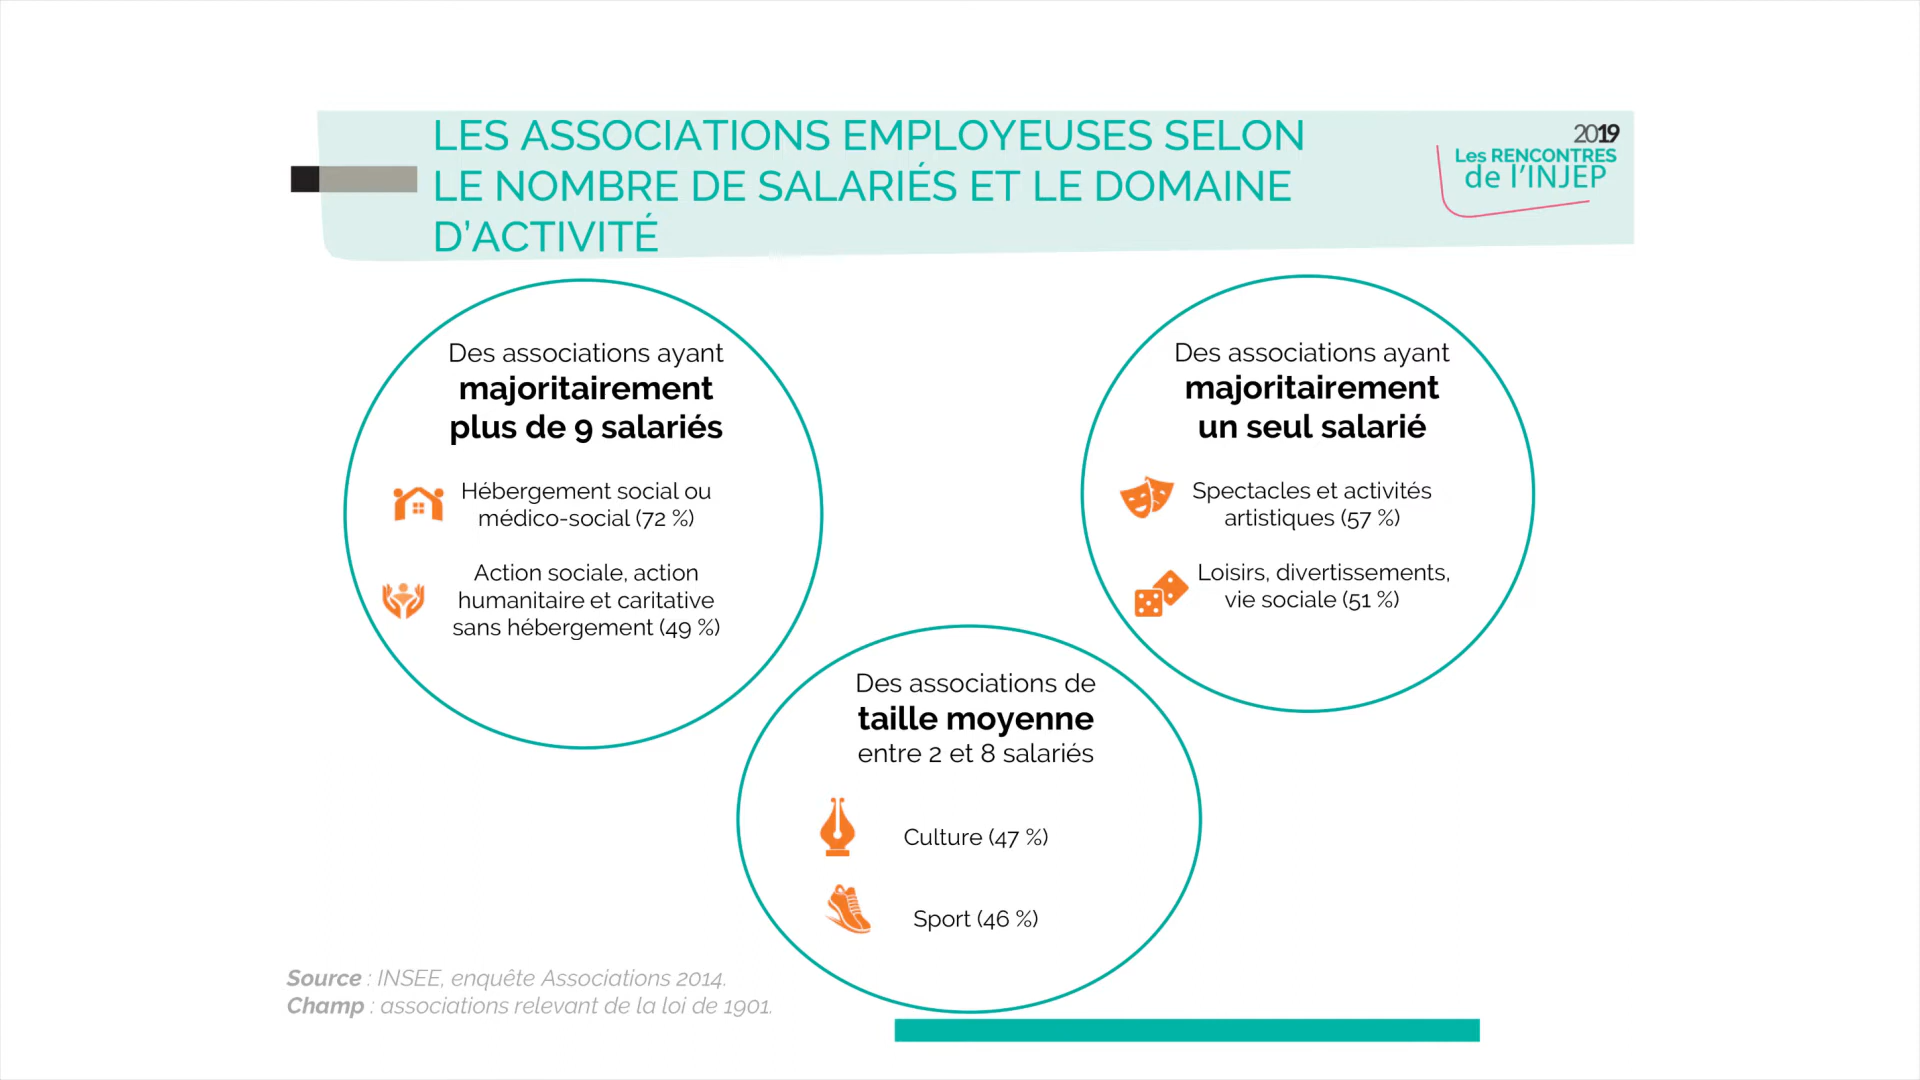 LES ASSOCIATIONS EMPLOYEUSES SELON
LE NOMBRE DE SALARIÉS ET LE DOMAINE
D’ACTIVITÉ
2019
Les RENCONTRES
de l’INJEP
Des associations ayant
majoritairement
plus de 9 salariés
Hébergement social ou
médico-social (72 %)
Action sociale, action
humanitaire et caritative
sans hébergement (49 %)
Des associations ayant
majoritairement
un seul salarié
Spectacles et activités
artistiques (57 %)
Loisirs, divertissements,
vie sociale (51 %)
Des associations de
taille moyenne
entre 2 et 8 salariés
Culture (47 %)
Sport (46 %)
Source : INSEE, enquête Associations 2014.
Champ : associations relevant de la loi de 1901.